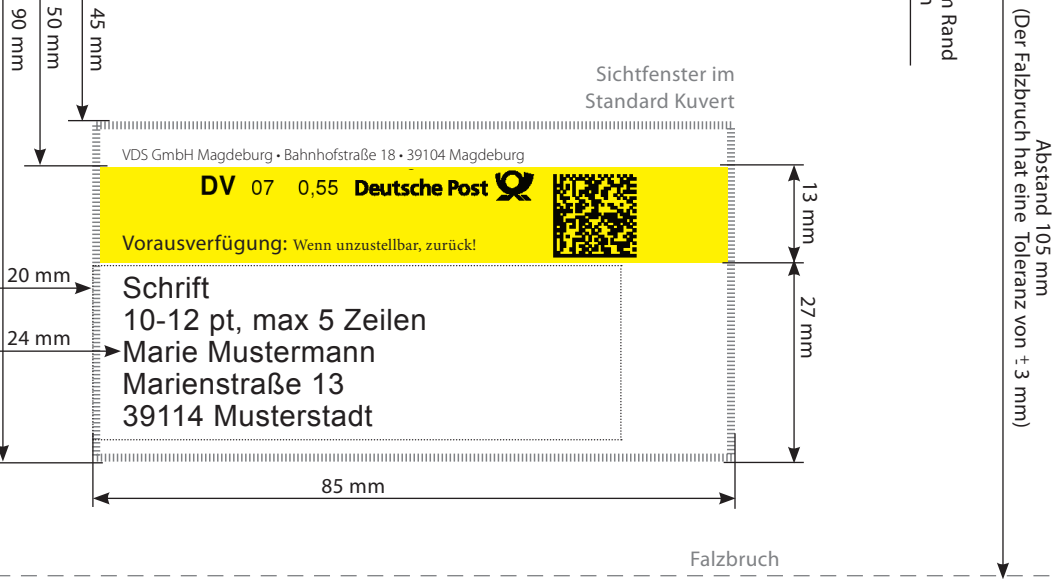 90 mm
50 mm
45 mm
Rand
Abstand 105 mm
(Der Falzbruch hat eine Toleranz von ±3 mm)
Sichtfenster im
Standard Kuvert
VDS GmbH Magdeburg • Bahnhofstraße 18 • 39104 Magdeburg
DV 07 0,55 Deutsche Post
Vorausverfügung: Wenn unzustellbar, zurück!
13 mm
20 mm
Schrift
10-12 pt, max 5 Zeilen
24 mm
Marie Mustermann
Marienstraße 13
39114 Musterstadt
27 mm
85 mm
Falzbruch